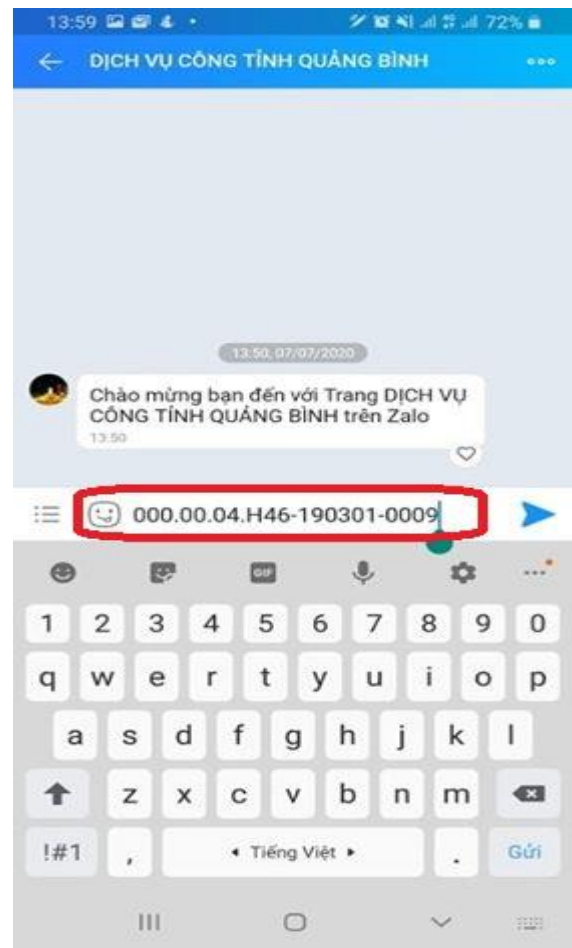 13:59 72%
DỊCH VỤ CÔNG TỈNH QUẢNG BÌNH
13:50, 07/07/2020
Chào mừng bạn đến với Trang DỊCH VỤ
CÔNG TỈNH QUẢNG BÌNH trên Zalo
13:50
000.00.04.H46-190301-0009
GIF
1 2 3 4 5 6 7 8 9 0
q w e r t y u i o p
a s d f g h j k l
z x c v b n m
!#1 , Tiếng Việt . Gửi